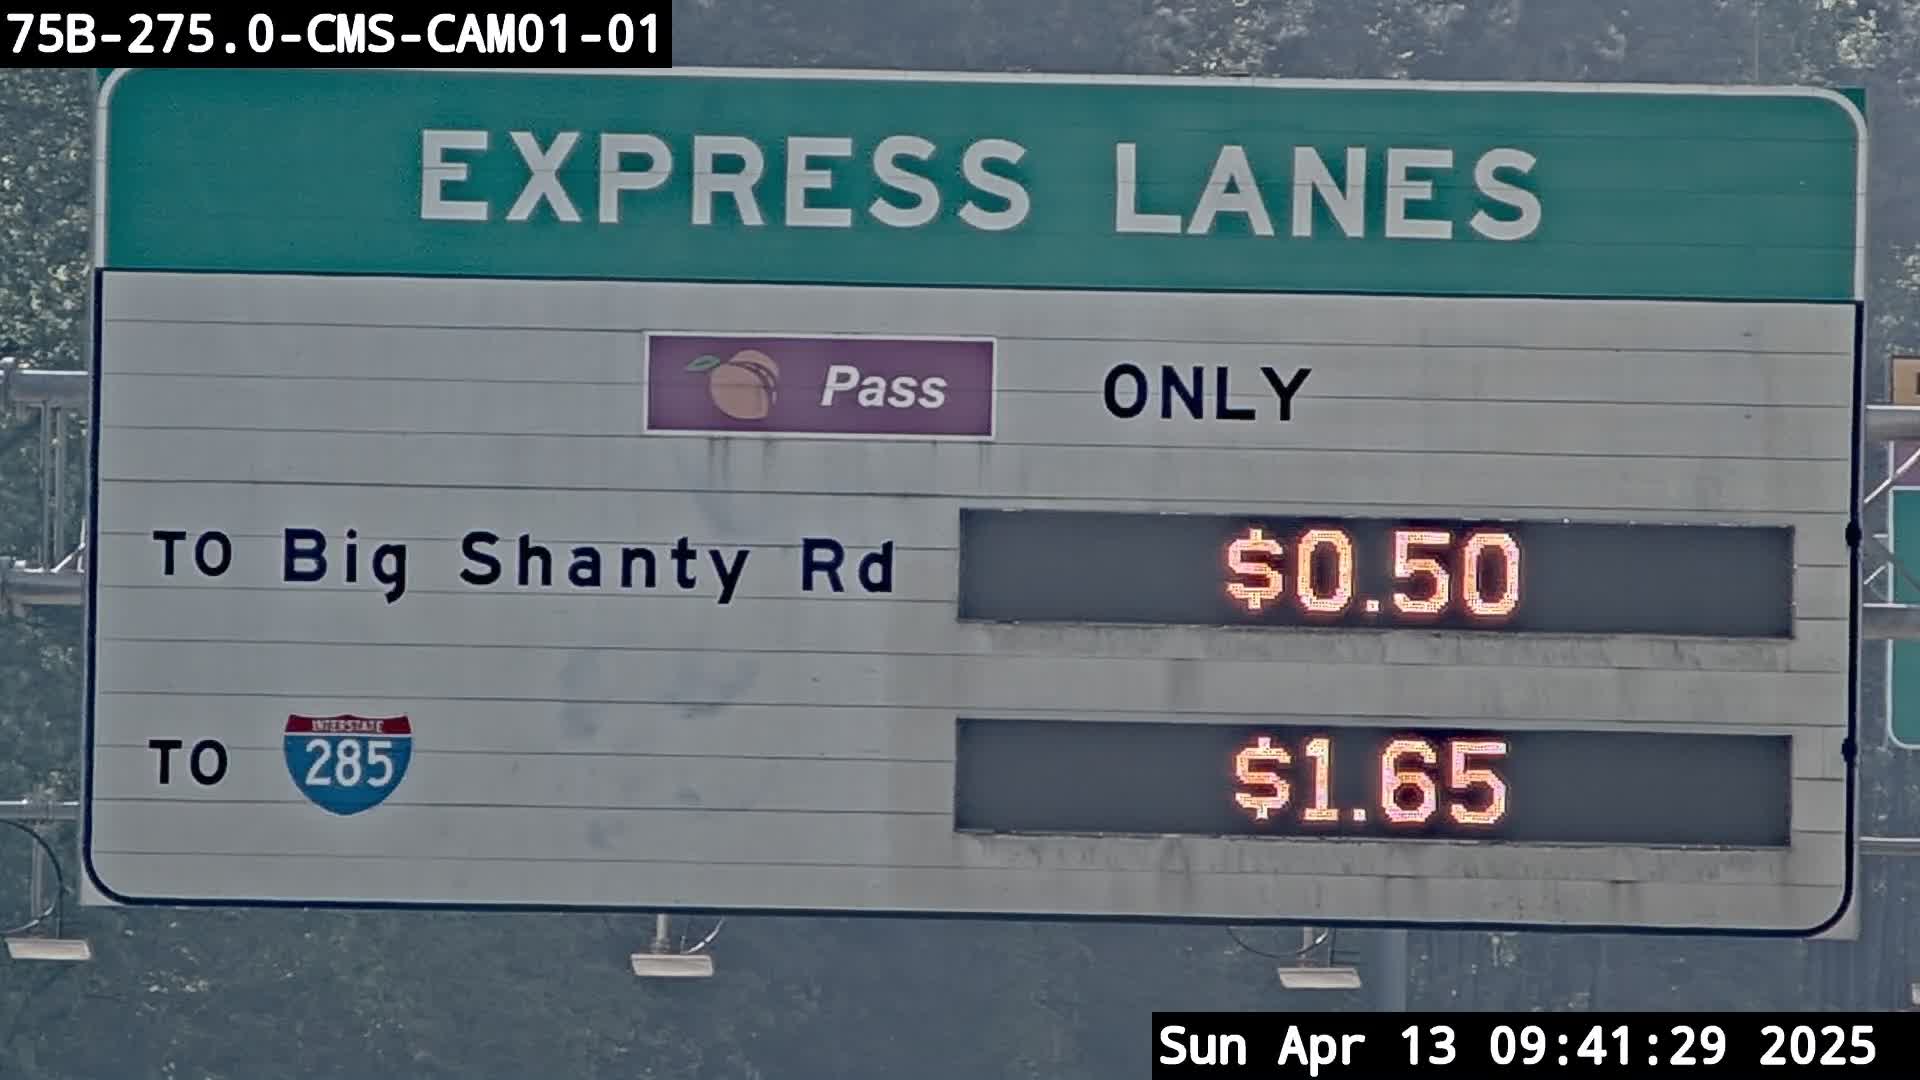 75B-275.0-CMS-CAM01-01
EXPRESS LANES
Pass ONLY
TO Big Shanty Rd $0.50
INTERSTATE
TO 285 $1.65
Sun Apr 13 09:41:29 2025